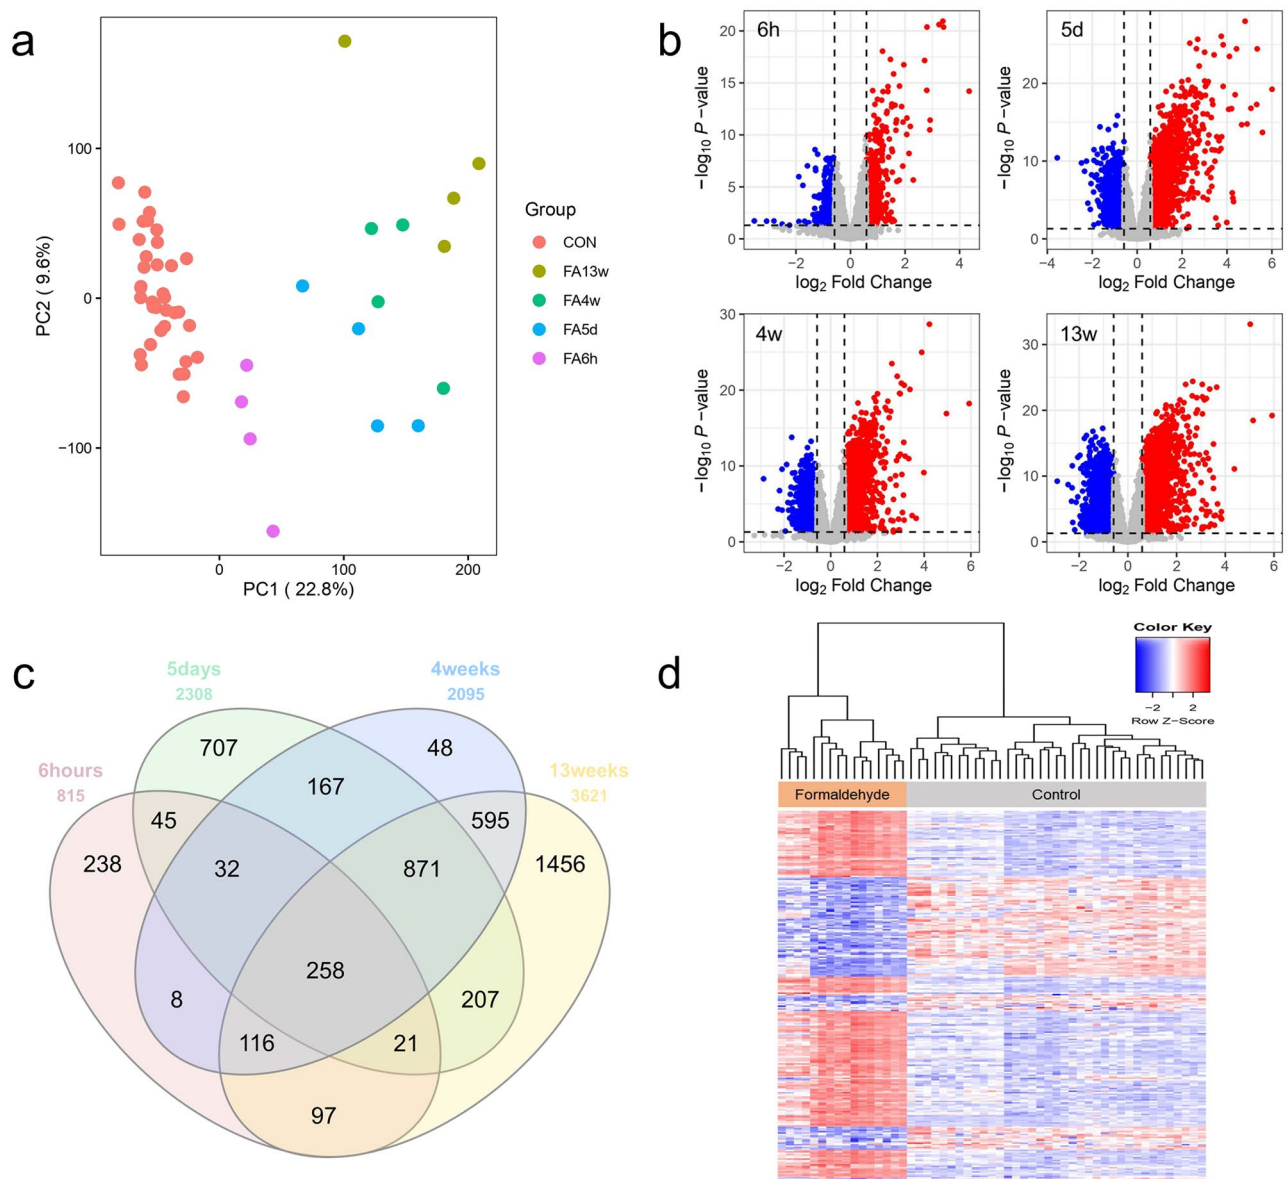 a
100
0
−100
PC2 ( 9.6%)
0
100
200
PC1 ( 22.8%)
Group
CON
FA13w
FA4w
FA5d
FA6h
b
6h
20
15
10
5
0
−log10 P −value
−2
0
2
4
log2 Fold Change
5d
20
10
0
−log10 P −value
−4
−2
0
2
4
6
log2 Fold Change
4w
30
20
10
0
−log10 P −value
−2
0
2
4
6
log2 Fold Change
13w
30
20
10
0
−log10 P −value
−2
0
2
4
6
log2 Fold Change
c
5days
2308
4weeks
2095
6hours
815
13weeks
3621
707
48
167
45
595
238
32
871
1456
258
8
207
116
21
97
d
Color Key
−2
2
Row Z−Score
Formaldehyde
Control